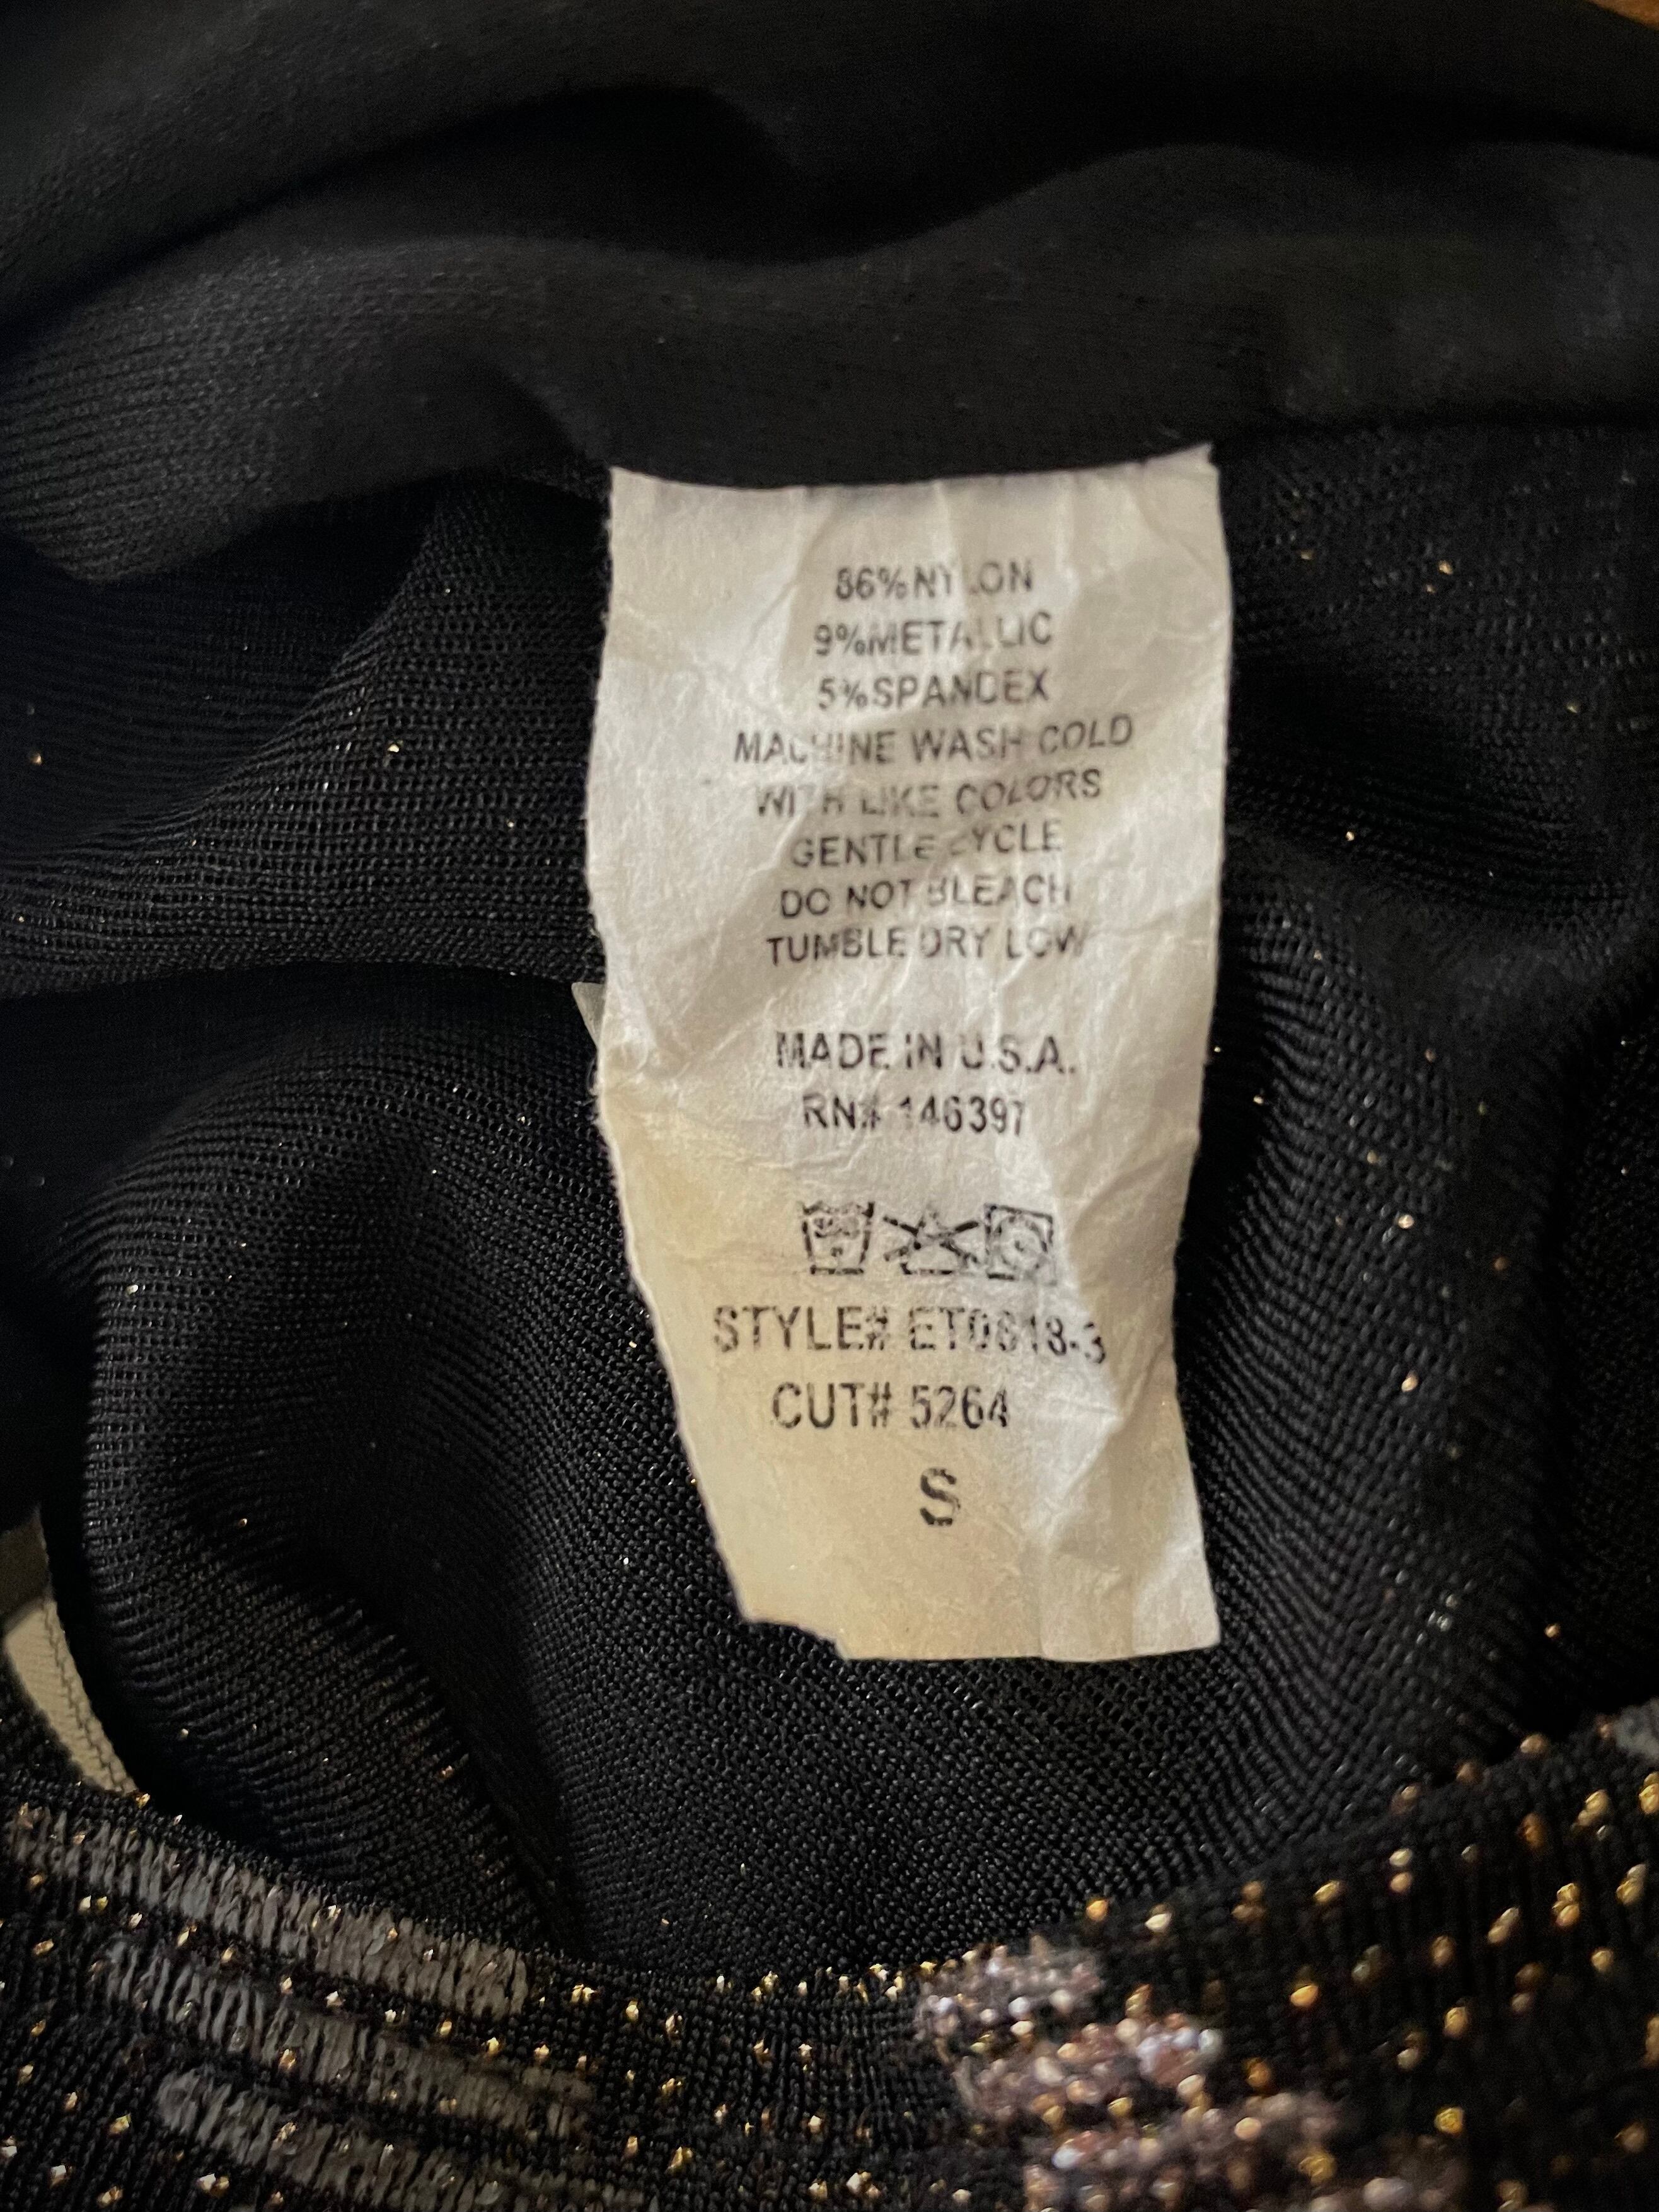 86%NYLON
9%METALLIC
5%SPANDEX
MACHINE WASH COLD
WITH LIKE COLORS
GENTLE CYCLE
DO NOT BLEACH
TUMBLE DRY LOW
MADE IN U.S.A.
RN# 146397
STYLE# ET0818-3
CUT# 5264
S